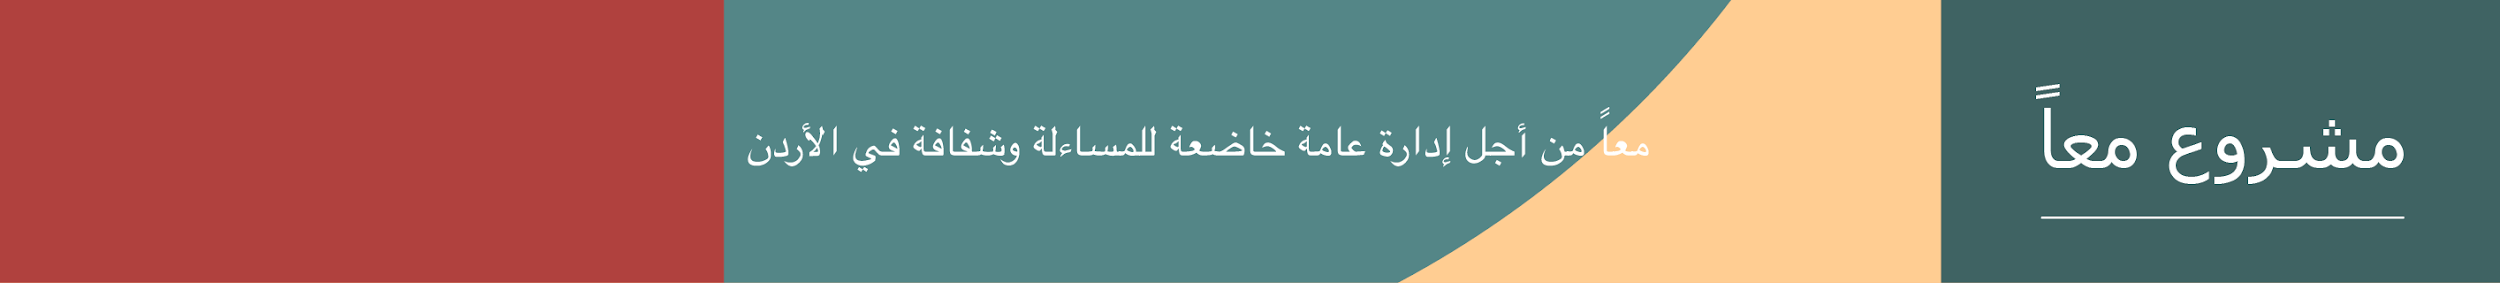 مشروع معاً
معاً من أجل إدارة عامة خاضعة للمساءلة وشفافة في الأردن